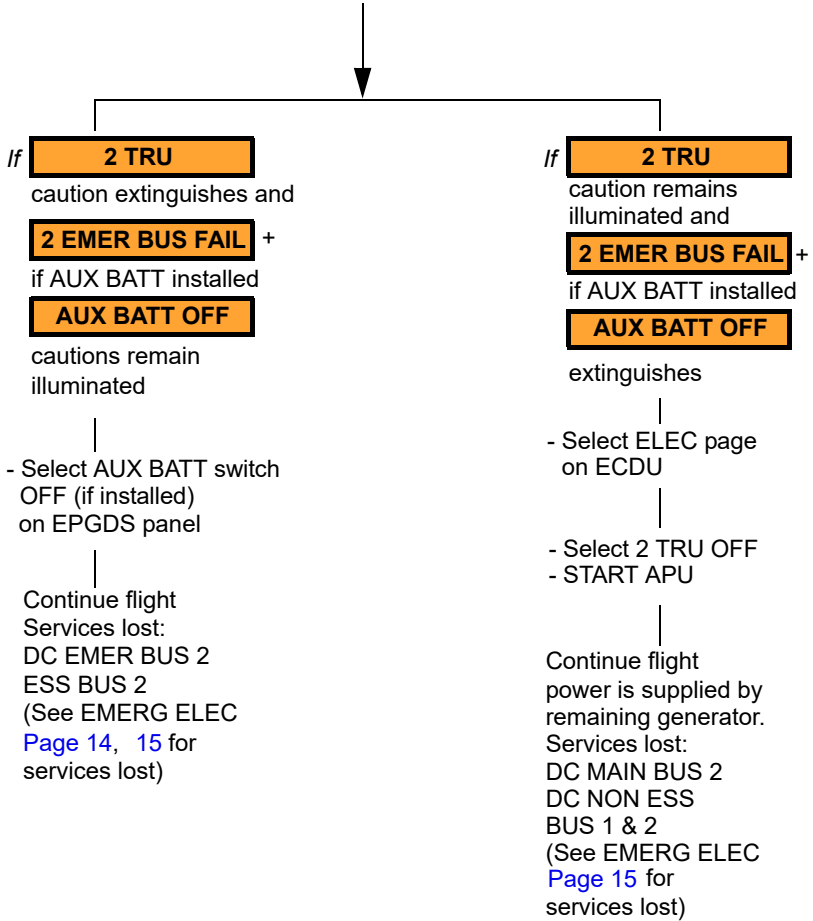 If 2 TRU
caution extinguishes and
2 EMER BUS FAIL +
if AUX BATT installed
AUX BATT OFF
cautions remain
illuminated
- Select AUX BATT switch
OFF (if installed)
on EPGDS panel
Continue flight
Services lost:
DC EMER BUS 2
ESS BUS 2
(See EMERG ELEC
Page 14, 15 for
services lost)
If 2 TRU
caution remains
illuminated and
2 EMER BUS FAIL +
if AUX BATT installed
AUX BATT OFF
extinguishes
- Select ELEC page
on ECDU
- Select 2 TRU OFF
- START APU
Continue flight
power is supplied by
remaining generator.
Services lost:
DC MAIN BUS 2
DC NON ESS
BUS 1 & 2
(See EMERG ELEC
Page 15 for
services lost)